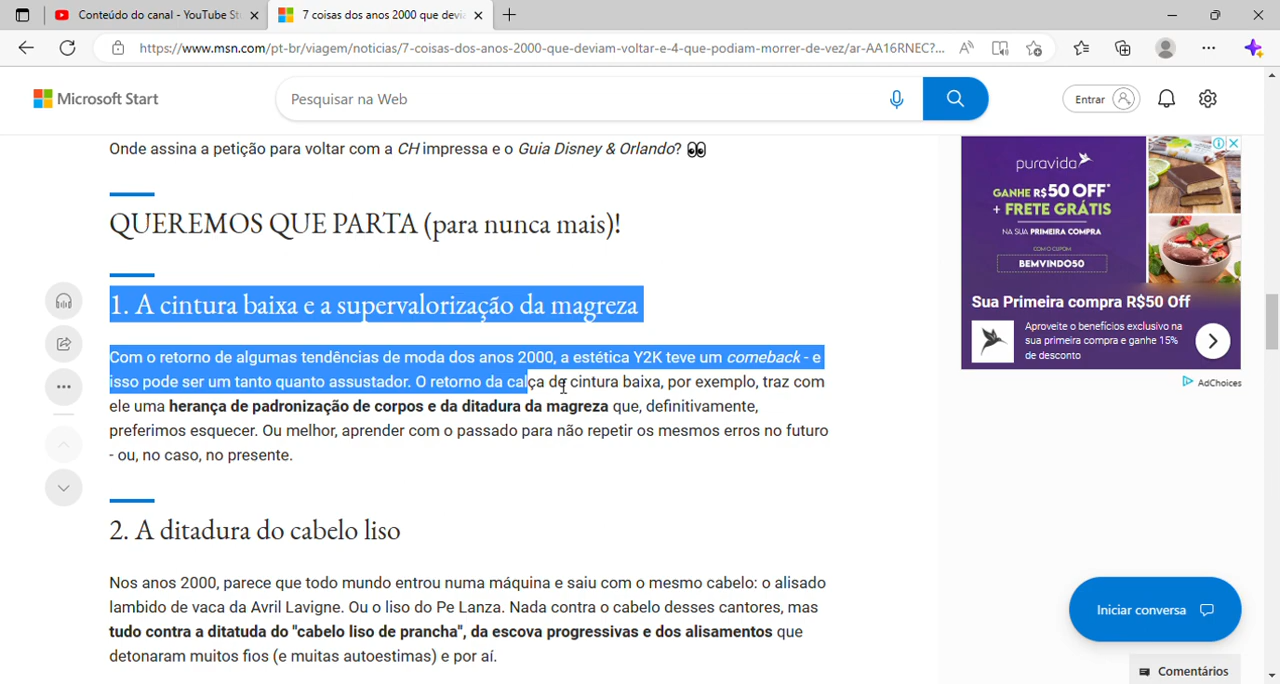 Conteúdo do canal - YouTube St
7 coisas dos anos 2000 que devia
https://www.msn.com/pt-br/viagem/noticias/7-coisas-dos-anos-2000-que-deviam-voltar-e-4-que-podiam-morrer-de-vez/ar-AA16RNEC?...
Microsoft Start
Pesquisar na Web
Entrar
Onde assina a petição para voltar com a CH impressa e o Guia Disney & Orlando? 👀
QUEREMOS QUE PARTA (para nunca mais)!
1. A cintura baixa e a supervalorização da magreza
Com o retorno de algumas tendências de moda dos anos 2000, a estética Y2K teve um comeback - e
isso pode ser um tanto quanto assustador. O retorno da calça de cintura baixa, por exemplo, traz com
ele uma herança de padronização de corpos e da ditadura da magreza que, definitivamente,
preferimos esquecer. Ou melhor, aprender com o passado para não repetir os mesmos erros no futuro
- ou, no caso, no presente.
2. A ditadura do cabelo liso
Nos anos 2000, parece que todo mundo entrou numa máquina e saiu com o mesmo cabelo: o alisado
lambido de vaca da Avril Lavigne. Ou o liso do Pe Lanza. Nada contra o cabelo desses cantores, mas
tudo contra a ditatuda do "cabelo liso de prancha", da escova progressivas e dos alisamentos que
detonaram muitos fios (e muitas autoestimas) e por aí.
puravida
GANHE R$50 OFF*
+ FRETE GRÁTIS
NA SUA PRIMEIRA COMPRA
COM O CUPOM
BEMVINDO50
Sua Primeira compra R$50 Off
Aproveite o benefícios exclusivo na
sua primeira compra e ganhe 15%
de desconto
AdChoices
Iniciar conversa
Comentários